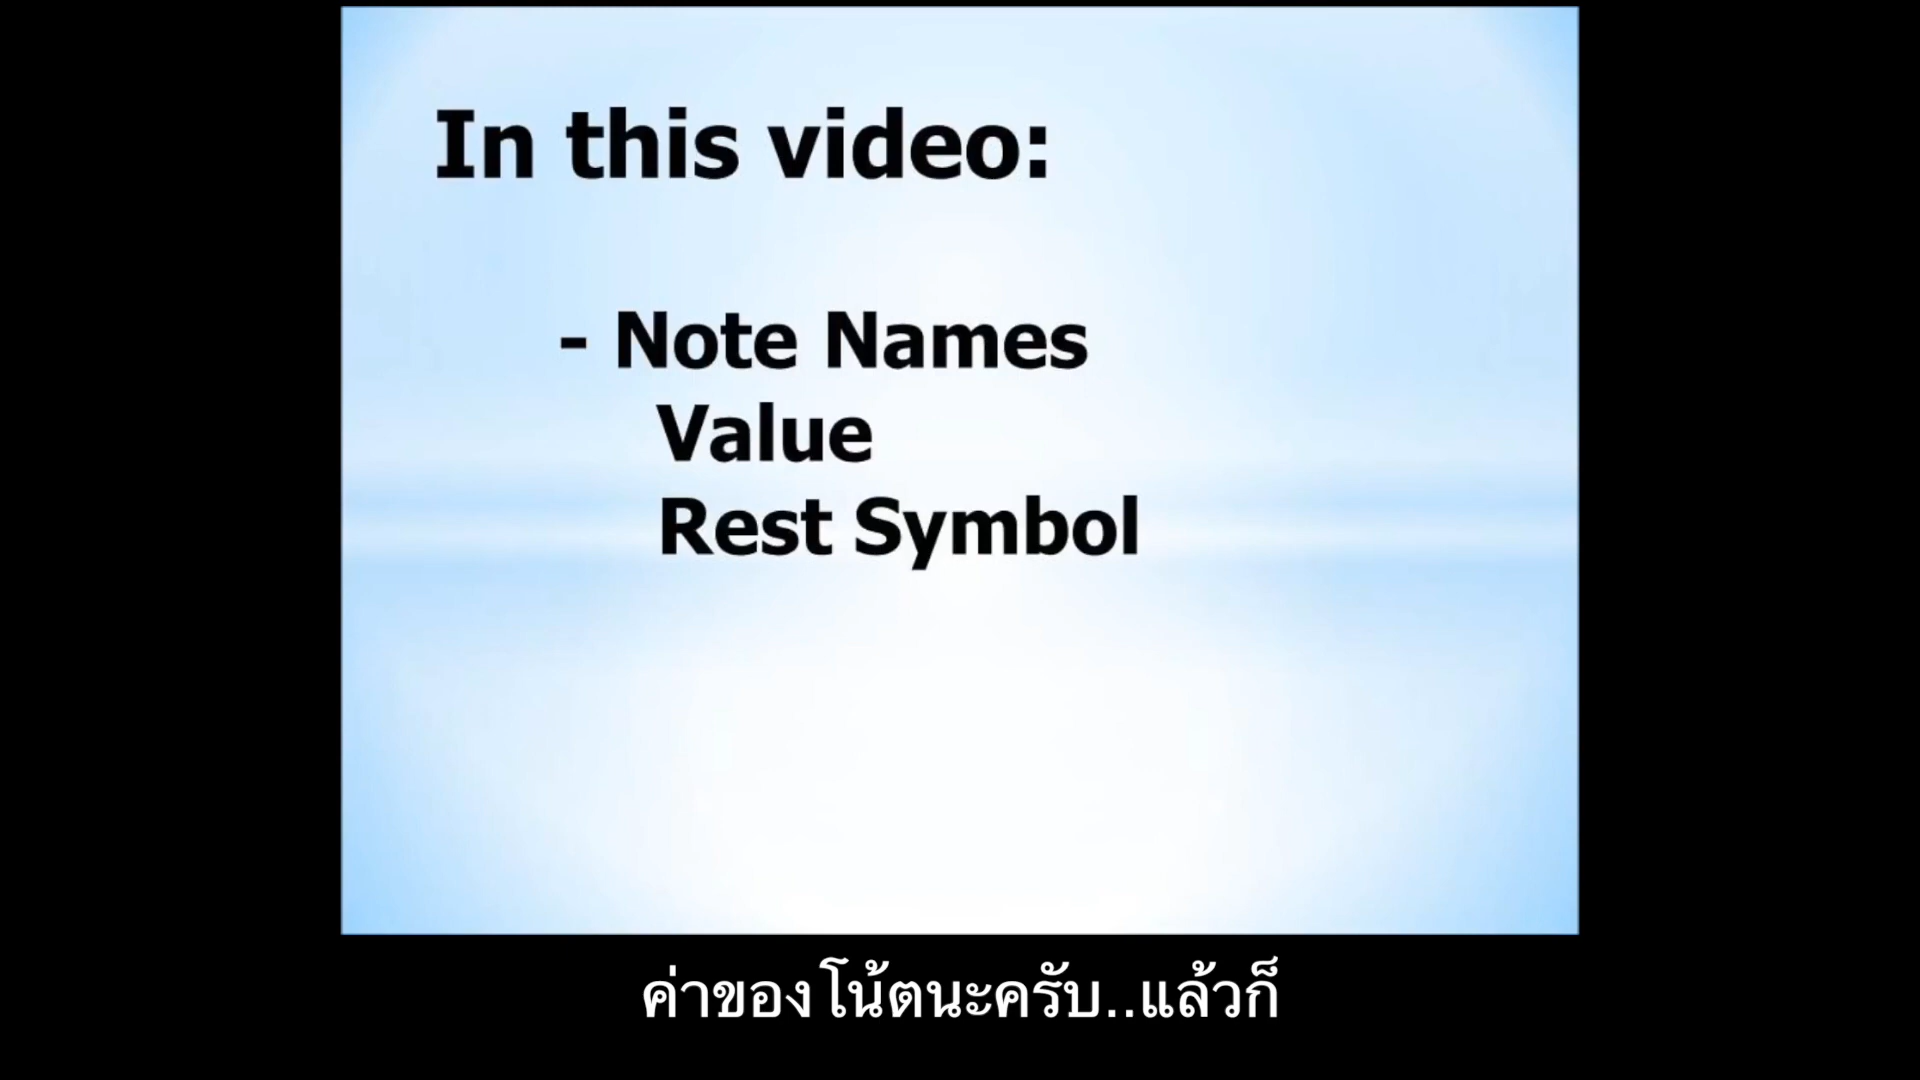 In this video:
- Note Names
Value
Rest Symbol
ค่าของโน้ตนะครับ..แล้วก็